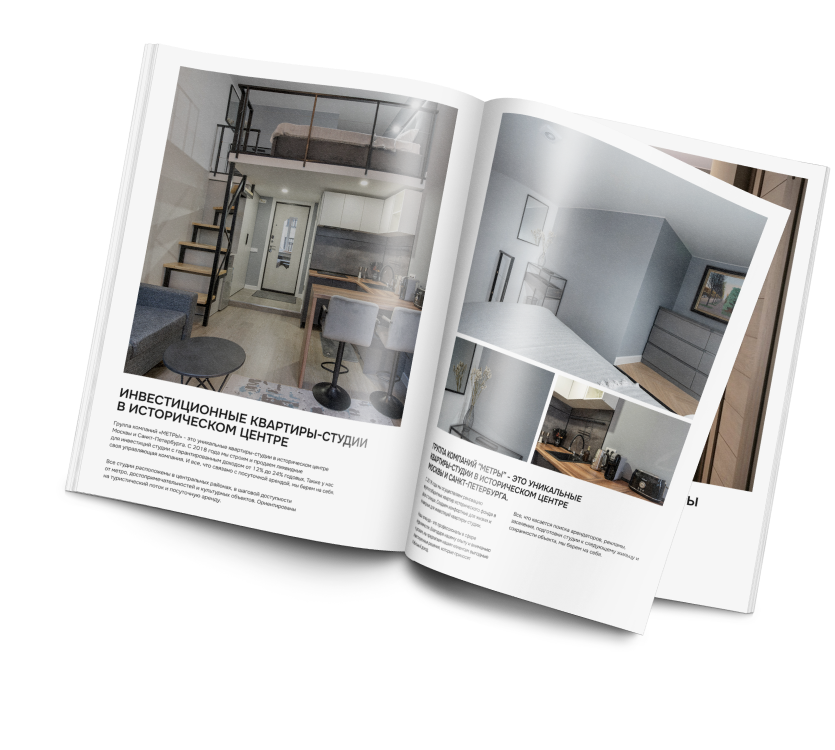 ИНВЕСТИЦИОННЫЕ КВАРТИРЫ-СТУДИИ
В ИСТОРИЧЕСКОМ ЦЕНТРЕ
Группа компаний «МЕТРЫ» - это уникальные квартиры-студии в историческом центре
Москвы и Санкт-Петербурга. С 2018 года мы строим и продаем ликвидные
для инвестиций студии с гарантированным доходом от 12% до 24% годовых. Также у нас
своя управляющая компания. И все, что связано с посуточной арендой, мы берем на себя.
Все студии расположены в центральных районах, в шаговой доступности
от метро, достопримечательностей и культурных объектов. Ориентированы
на туристический поток и посуточную аренду.
ГРУППА КОМПАНИЙ "МЕТРЫ" - ЭТО УНИКАЛЬНЫЕ
КВАРТИРЫ-СТУДИИ В ИСТОРИЧЕСКОМ ЦЕНТРЕ
МОСКВЫ И САНКТ-ПЕТЕРБУРГА.
Все, что касается поиска арендаторов, рекламы,
заселения, подготовки студии к следующему жильцу и
сохранности объекта, мы берем на себя.
Ы